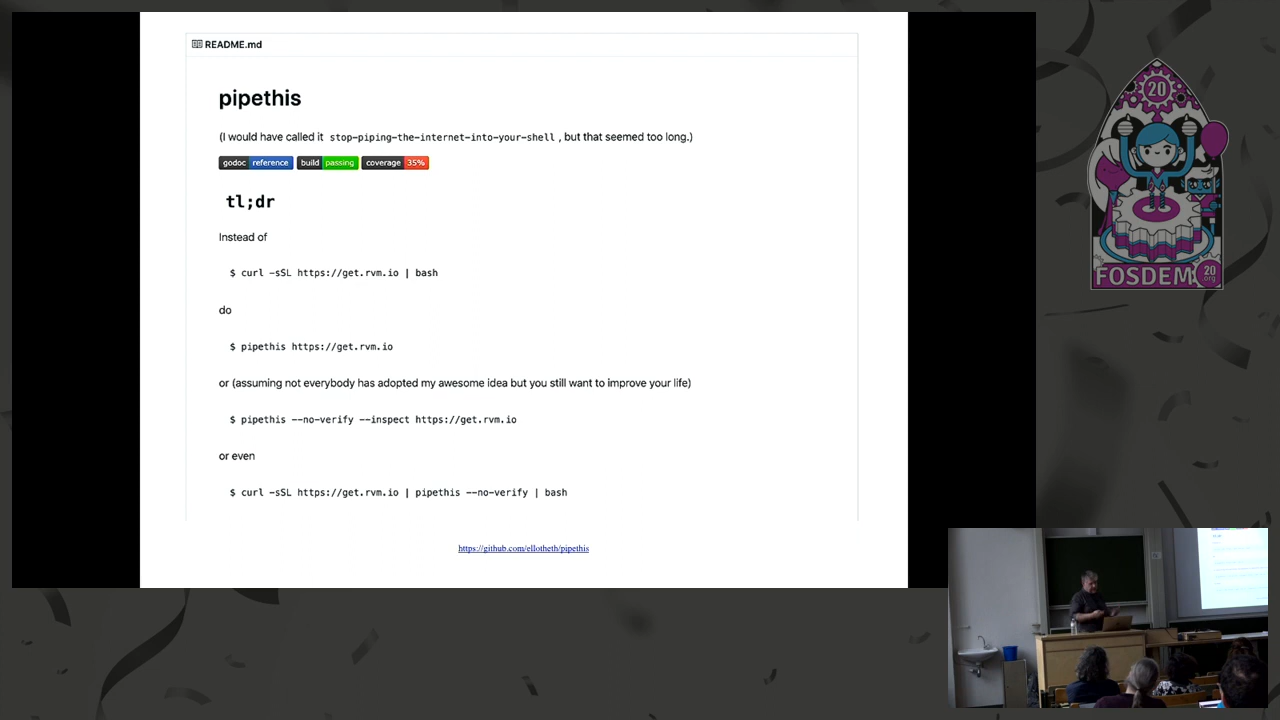 README.md
pipethis
(I would have called it stop-piping-the-internet-into-your-shell , but that seemed too long.)
godoc reference build passing coverage 35%
tl;dr
Instead of
$ curl -sSL https://get.rvm.io | bash
do
$ pipethis https://get.rvm.io
or (assuming not everybody has adopted my awesome idea but you still want to improve your life)
$ pipethis --no-verify --inspect https://get.rvm.io
or even
$ curl -sSL https://get.rvm.io | pipethis --no-verify | bash
https://github.com/ellotheth/pipethis
20
FOSDEM
20
.org